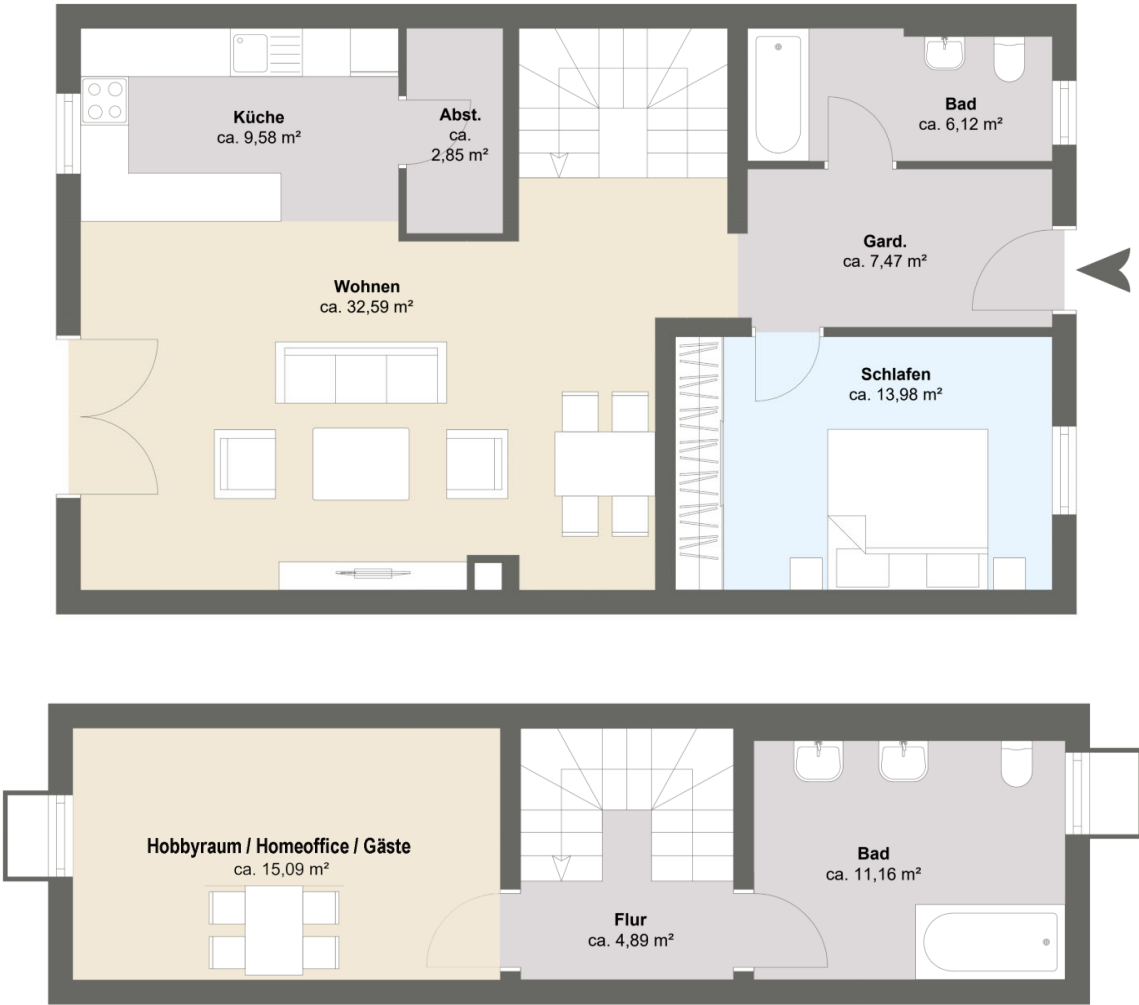 Küche
ca. 9,58 m²
Abst.
ca.
2,85 m²
Bad
ca. 6,12 m²
Gard.
ca. 7,47 m²
Wohnen
ca. 32,59 m²
Schlafen
ca. 13,98 m²
Hobbyraum / Homeoffice / Gäste
ca. 15,09 m²
Flur
ca. 4,89 m²
Bad
ca. 11,16 m²